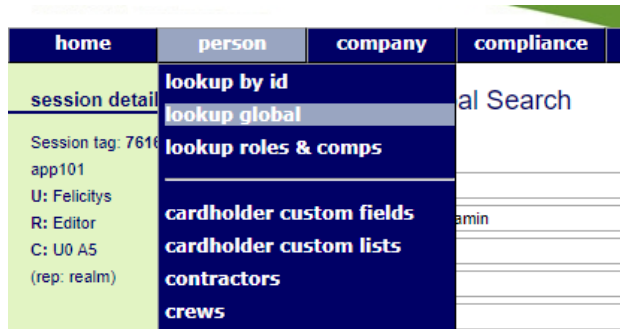 home person company compliance
lookup by id
session detail
lookup global
al Search
Session tag: 7616
lookup roles & comps
app101
U: Felicitys
cardholder custom fields
R: Editor
amin
C: U0 A5
cardholder custom lists
(rep: realm)
contractors
crews